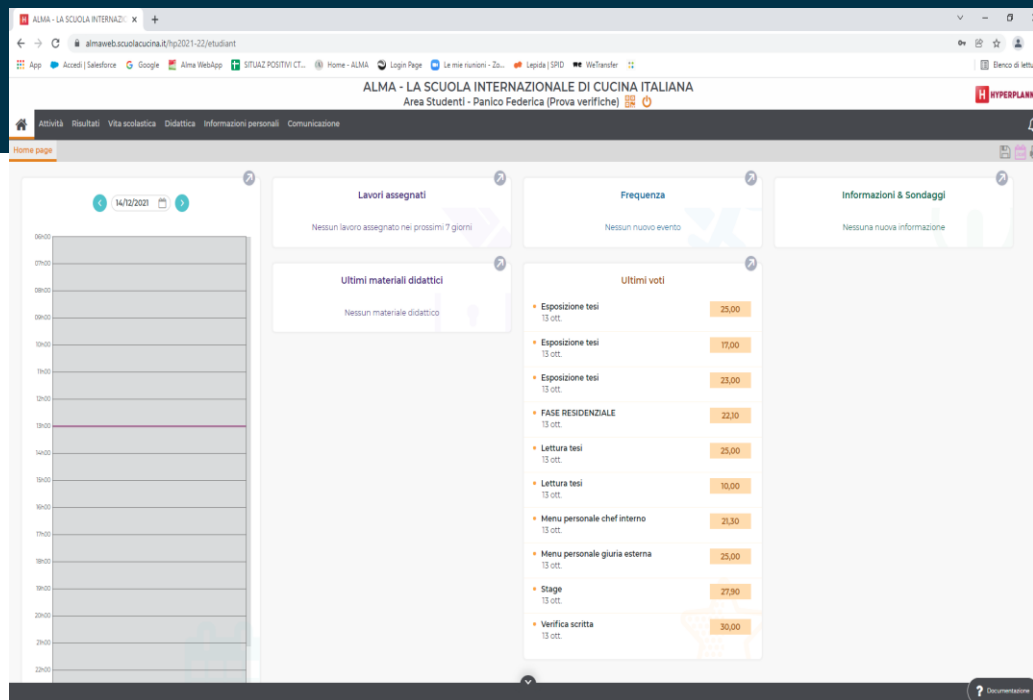 ALMA - LA SCUOLA INTERNAZI
almaweb.scuolacucina.it/hp2021-22/etudiant
App Accedi | Salesforce Google Alma WebApp SITUAZ POSITIVI CT... Home - ALMA Login Page Le mie riunioni - Zo... Lepida | SPID WeTransfer Elenco di lettu
ALMA - LA SCUOLA INTERNAZIONALE DI CUCINA ITALIANA
Area Studenti - Panico Federica (Prova verifiche)
H HYPERPLANN
Attività Risultati Vita scolastica Didattica Informazioni personali Comunicazione
Home page
14/12/2021
06h00
07h00
08h00
09h00
10h00
11h00
12h00
13h00
14h00
15h00
16h00
17h00
18h00
19h00
20h00
21h00
22h00
Lavori assegnati
Nessun lavoro assegnato nei prossimi 7 giorni
Ultimi materiali didattici
Nessun materiale didattico
Frequenza
Nessun nuovo evento
Ultimi voti
Esposizione tesi 25,00
13 ott.
Esposizione tesi 17,00
13 ott.
Esposizione tesi 23,00
13 ott.
FASE RESIDENZIALE 22,10
13 ott.
Lettura tesi 25,00
13 ott.
Lettura tesi 10,00
13 ott.
Menu personale chef interno 21,30
13 ott.
Menu personale giuria esterna 25,00
13 ott.
Stage 27,90
13 ott.
Verifica scritta 30,00
13 ott.
Informazioni & Sondaggi
Nessuna nuova informazione
? Documentazione